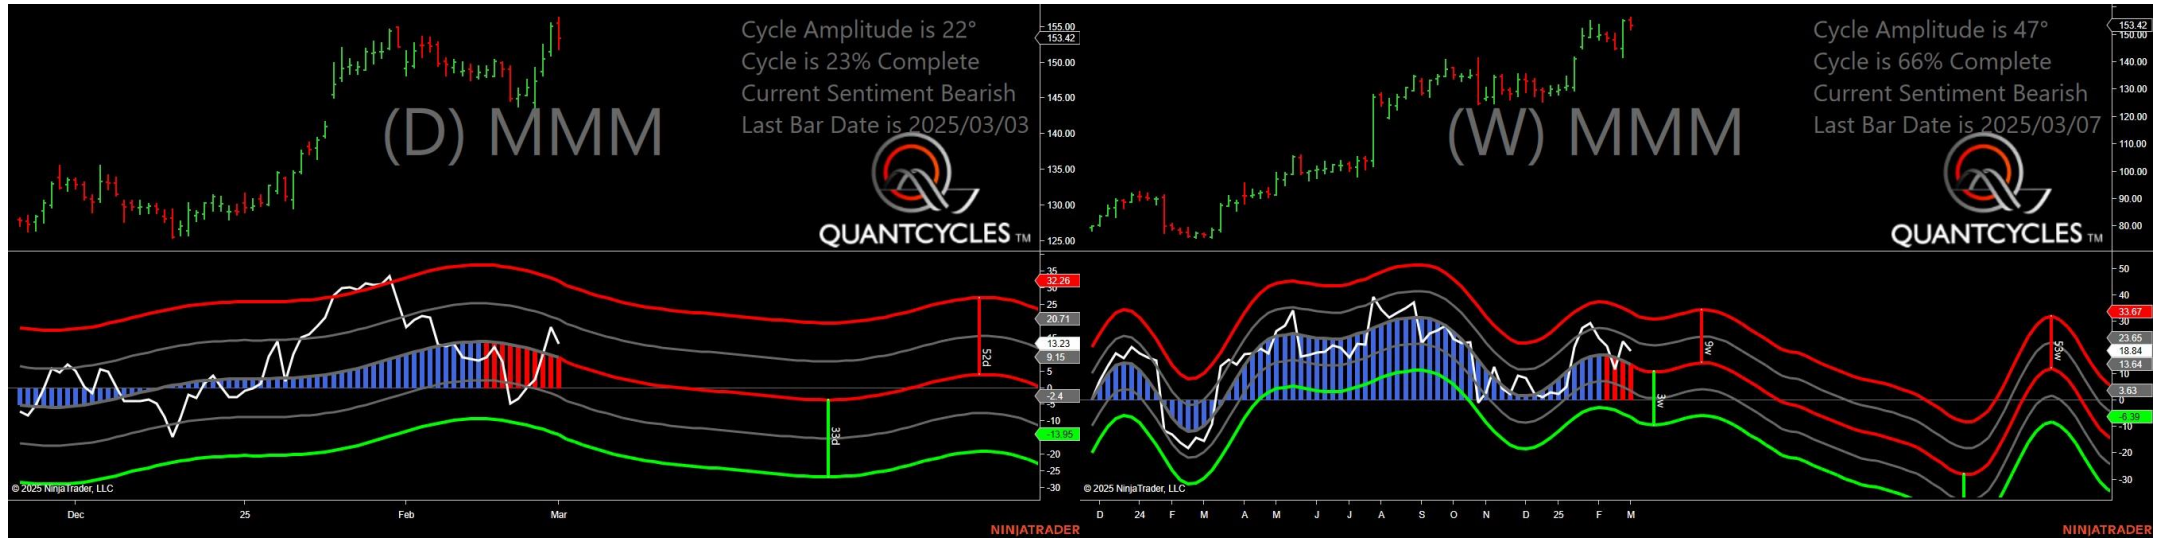 Cycle Amplitude is 22°
Cycle is 23% Complete
Current Sentiment Bearish
Last Bar Date is 2025/03/03
(D) MMM
QUANTCYCLES TM
155.00
153.42
150.00
145.00
140.00
135.00
130.00
125.00
35
32.26
30
25
20.71
13.23
9.15
5
0
-2.4
-5
-10
-13.95
-20
-25
-30
52d
33d
© 2025 NinjaTrader, LLC
Dec
25
Feb
Mar
NINJATRADER
Cycle Amplitude is 47°
Cycle is 66% Complete
Current Sentiment Bearish
Last Bar Date is 2025/03/07
(W) MMM
QUANTCYCLES TM
153.42
150.00
140.00
130.00
120.00
110.00
100.00
90.00
80.00
50
40
33.67
30
23.65
18.84
13.64
10
3.63
0
-6.39
-10
-20
-30
9w
3w
53w
© 2025 NinjaTrader, LLC
D
24
F
M
A
M
J
J
A
S
O
N
D
25
F
M
NINJATRADER